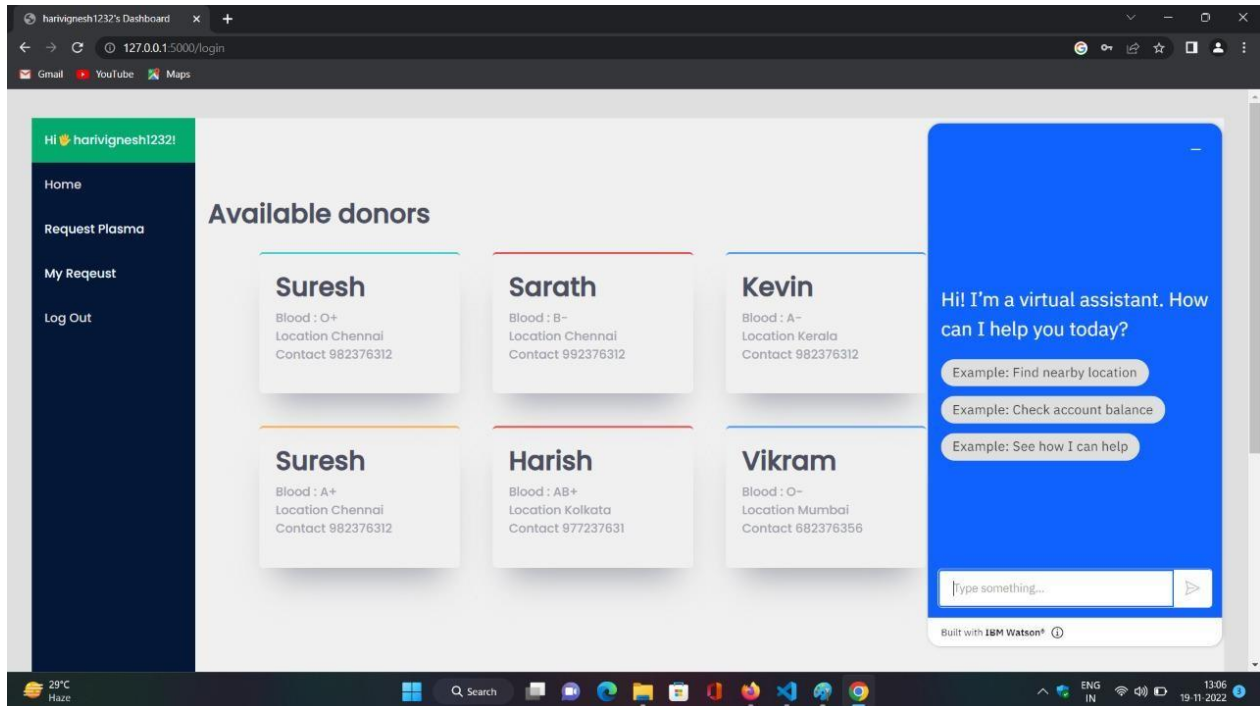 harivignesh1232's Dashboard
127.0.0.1:5000/login
Gmail YouTube Maps
Hi🖐 harivignesh1232!
Home
Request Plasma
My Reqeust
Log Out
Available donors
Suresh
Blood : O+
Location Chennai
Contact 982376312
Sarath
Blood : B-
Location Chennai
Contact 992376312
Kevin
Blood : A-
Location Kerala
Contact 982376312
Suresh
Blood : A+
Location Chennai
Contact 982376312
Harish
Blood : AB+
Location Kolkata
Contact 977237631
Vikram
Blood : O-
Location Mumbai
Contact 682376356
Hi! I'm a virtual assistant. How
can I help you today?
Example: Find nearby location
Example: Check account balance
Example: See how I can help
Type something...
Built with IBM Watson®
29°C
Haze
Search
ENG
IN
13:06
19-11-2022
3